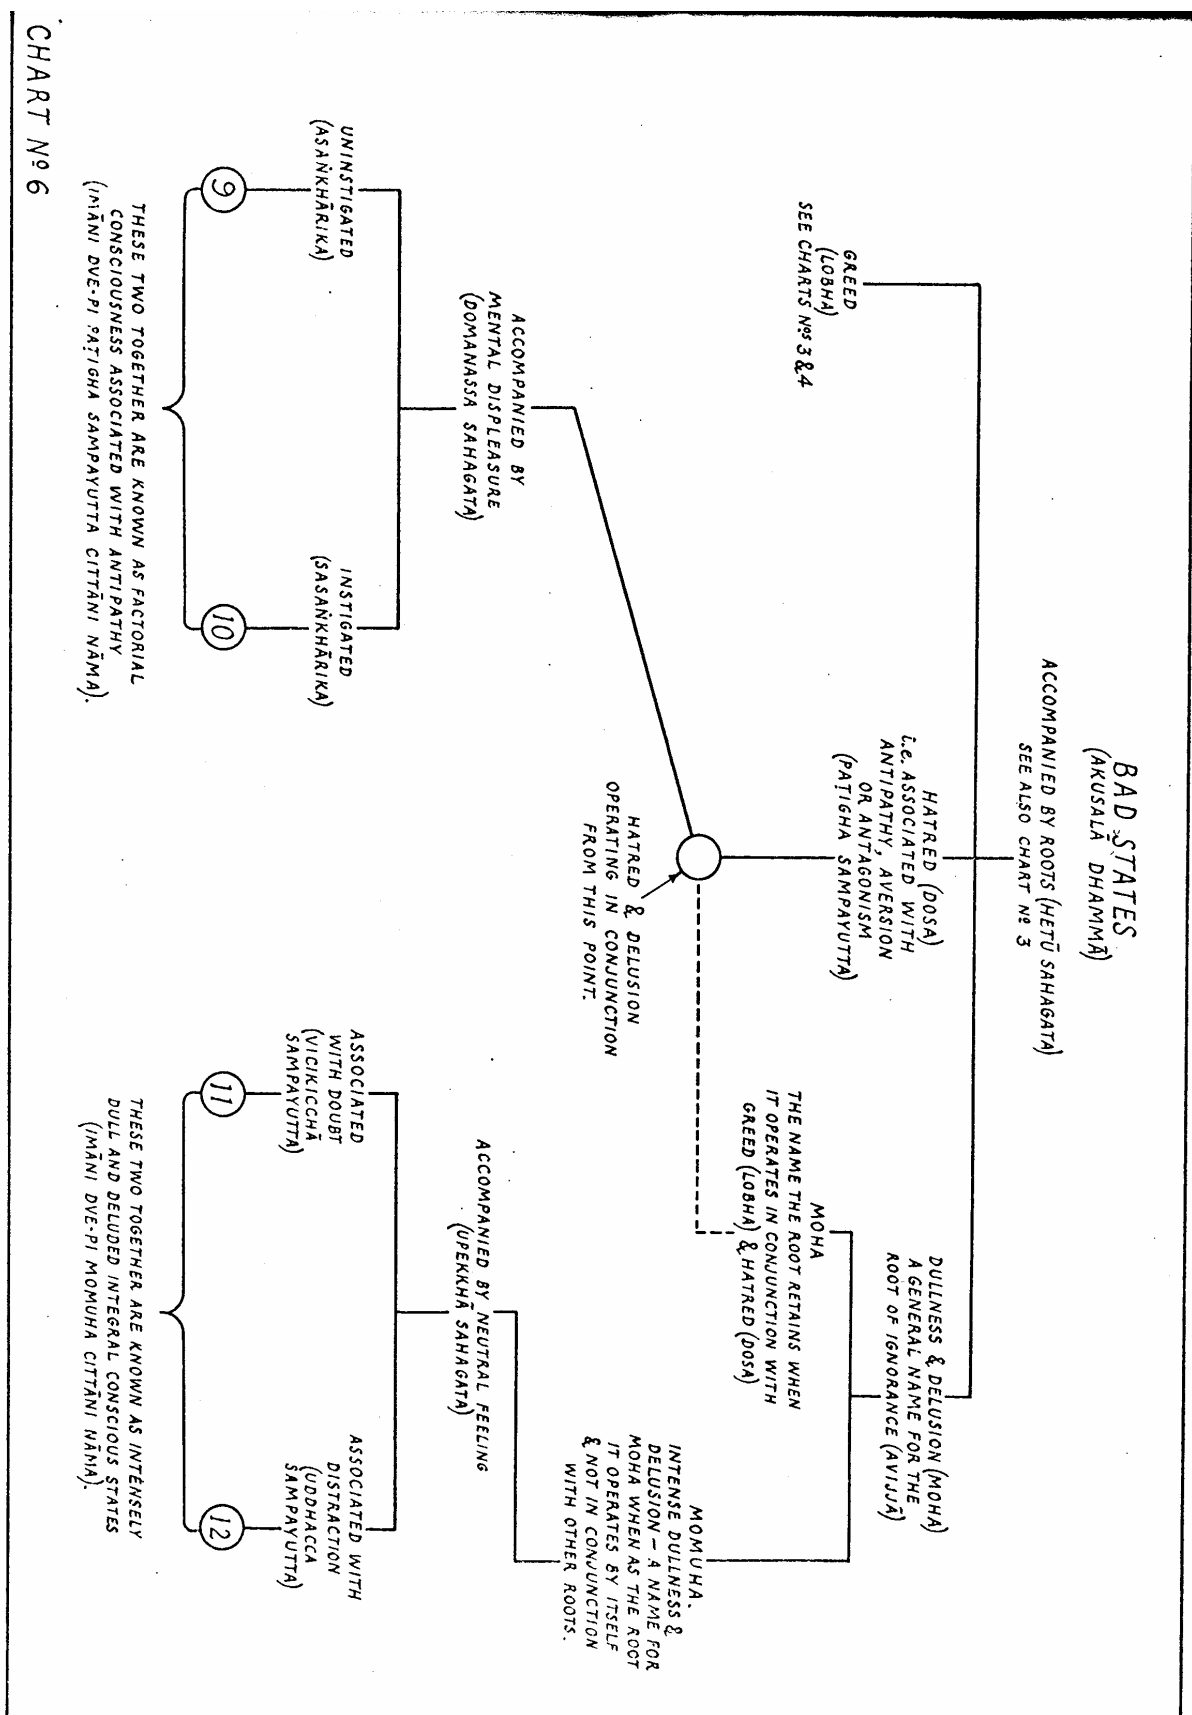 BAD STATES
(AKUSALĀ DHAMMĀ)
ACCOMPANIED BY ROOTS (HETŪ SAHAGATA)
SEE ALSO CHART Nº 3
GREED
(LOBHA)
SEE CHARTS Nºs 3 & 4
HATRED (DOSA)
i.e. ASSOCIATED WITH
ANTIPATHY, AVERSION
OR ANTAGONISM
(PAṬIGHA SAMPAYUTTA)
DULLNESS & DELUSION (MOHA)
A GENERAL NAME FOR THE
ROOT OF IGNORANCE (AVIJJĀ)
MOHA
THE NAME THE ROOT RETAINS WHEN
IT OPERATES IN CONJUNCTION WITH
GREED (LOBHA) & HATRED (DOSA)
MOMUHA.
INTENSE DULLNESS &
DELUSION – A NAME FOR
MOHA WHEN AS THE ROOT
IT OPERATES BY ITSELF
& NOT IN CONJUNCTION
WITH OTHER ROOTS.
HATRED & DELUSION
OPERATING IN CONJUNCTION
FROM THIS POINT.
ACCOMPANIED BY
MENTAL DISPLEASURE
(DOMANASSA SAHAGATA)
ACCOMPANIED BY NEUTRAL FEELING
(UPEKKHĀ SAHAGATA)
UNINSTIGATED
(ASAṄKHĀRIKA)
INSTIGATED
(SASAṄKHĀRIKA)
ASSOCIATED
WITH DOUBT
(VICIKICCHĀ
SAMPAYUTTA)
ASSOCIATED WITH
DISTRACTION
(UDDHACCA
SAMPAYUTTA)
9
10
11
12
THESE TWO TOGETHER ARE KNOWN AS FACTORIAL
CONSCIOUSNESS ASSOCIATED WITH ANTIPATHY
(IMĀNI DVE-PI PAṬIGHA SAMPAYUTTA CITTĀNI NĀMA).
THESE TWO TOGETHER ARE KNOWN AS INTENSELY
DULL AND DELUDED INTEGRAL CONSCIOUS STATES
(IMĀNI DVE-PI MOMUHA CITTĀNI NĀMA).
CHART Nº 6